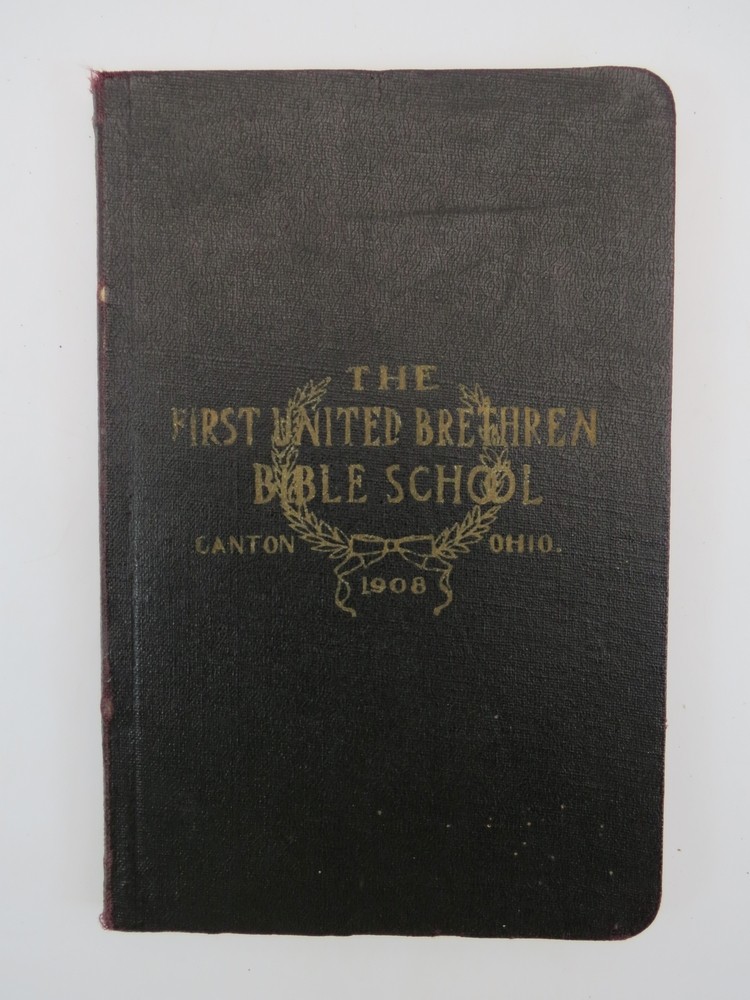 THE
FIRST UNITED BRETHREN
BIBLE SCHOOL
CANTON OHIO.
1908